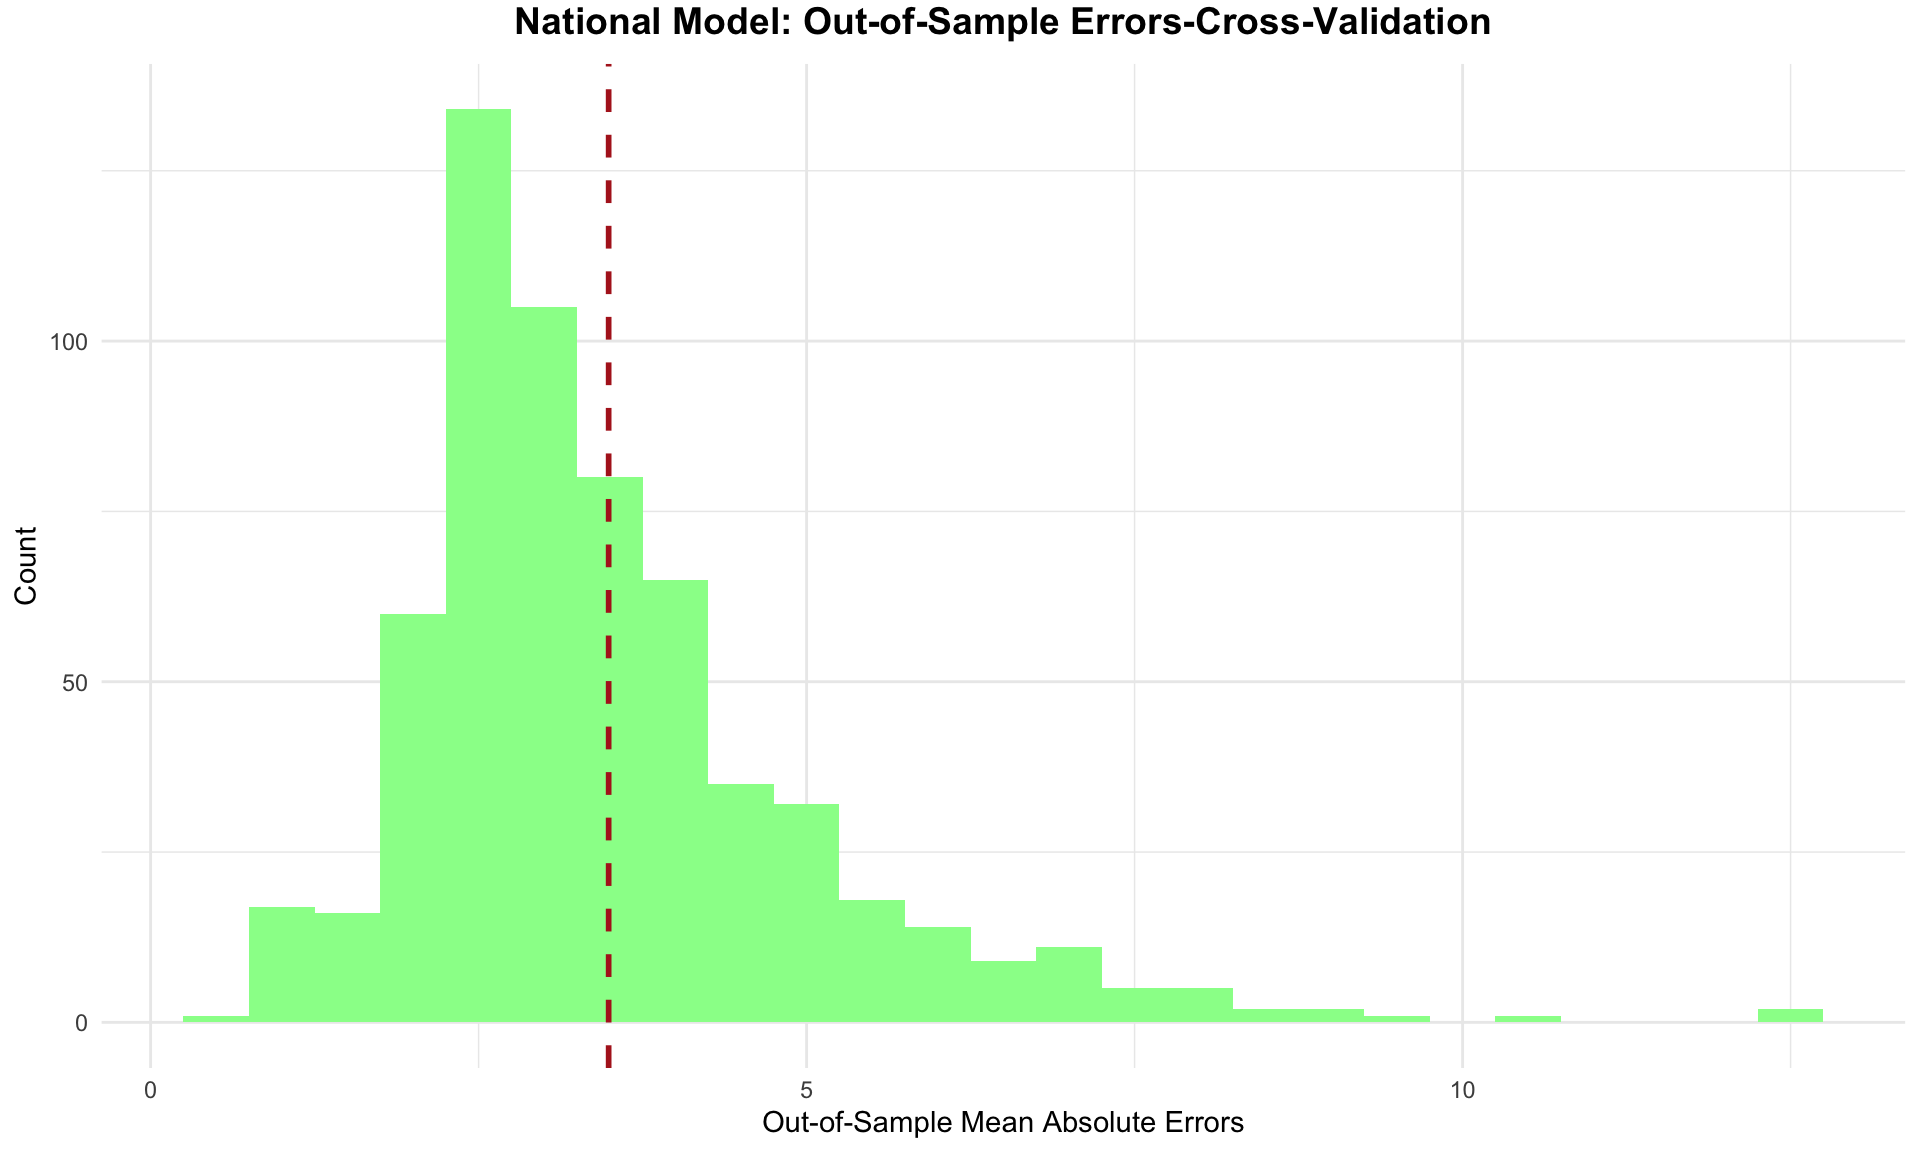 National Model: Out-of-Sample Errors-Cross-Validation
Count
100
50
0
0
5
10
Out-of-Sample Mean Absolute Errors